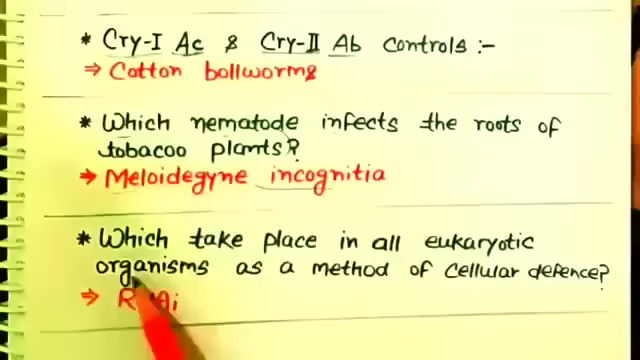 * Cry-I Ac & Cry-II Ab controls :-
⇒ Cotton bollworms
* Which nematode infects the roots of
tobacoo plants?
→ Meloidegyne incognitia
* Which take place in all eukaryotic
organisms as a method of cellular defence?
⇒